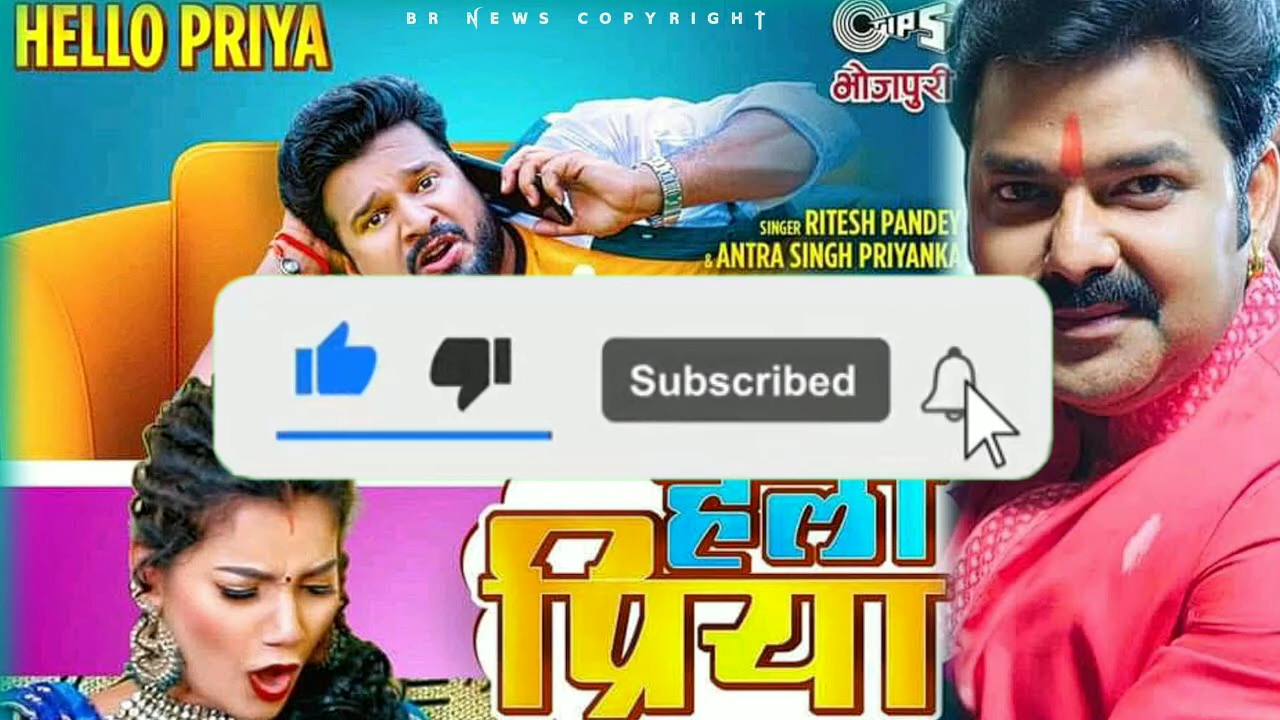 HELLO PRIYA
BR NEWS COPYRIGHT
TIPS
भोजपुरी
SINGER RITESH PANDEY
& ANTRA SINGH PRIYANKA
Subscribed
हेलो
प्रिया